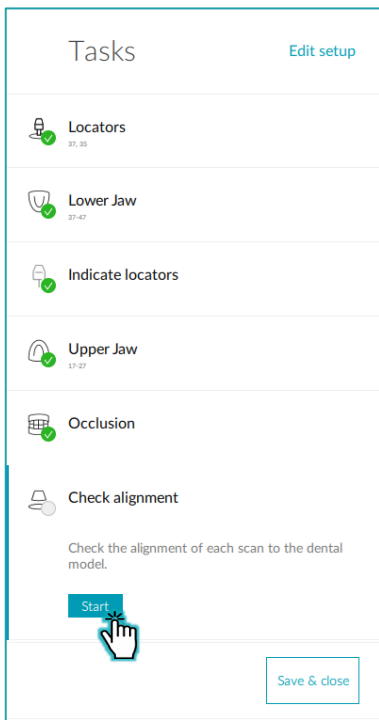 Tasks
Edit setup
Locators
37, 35
Lower Jaw
37-47
Indicate locators
Upper Jaw
17-27
Occlusion
Check alignment
Check the alignment of each scan to the dental
model.
Start
Save & close